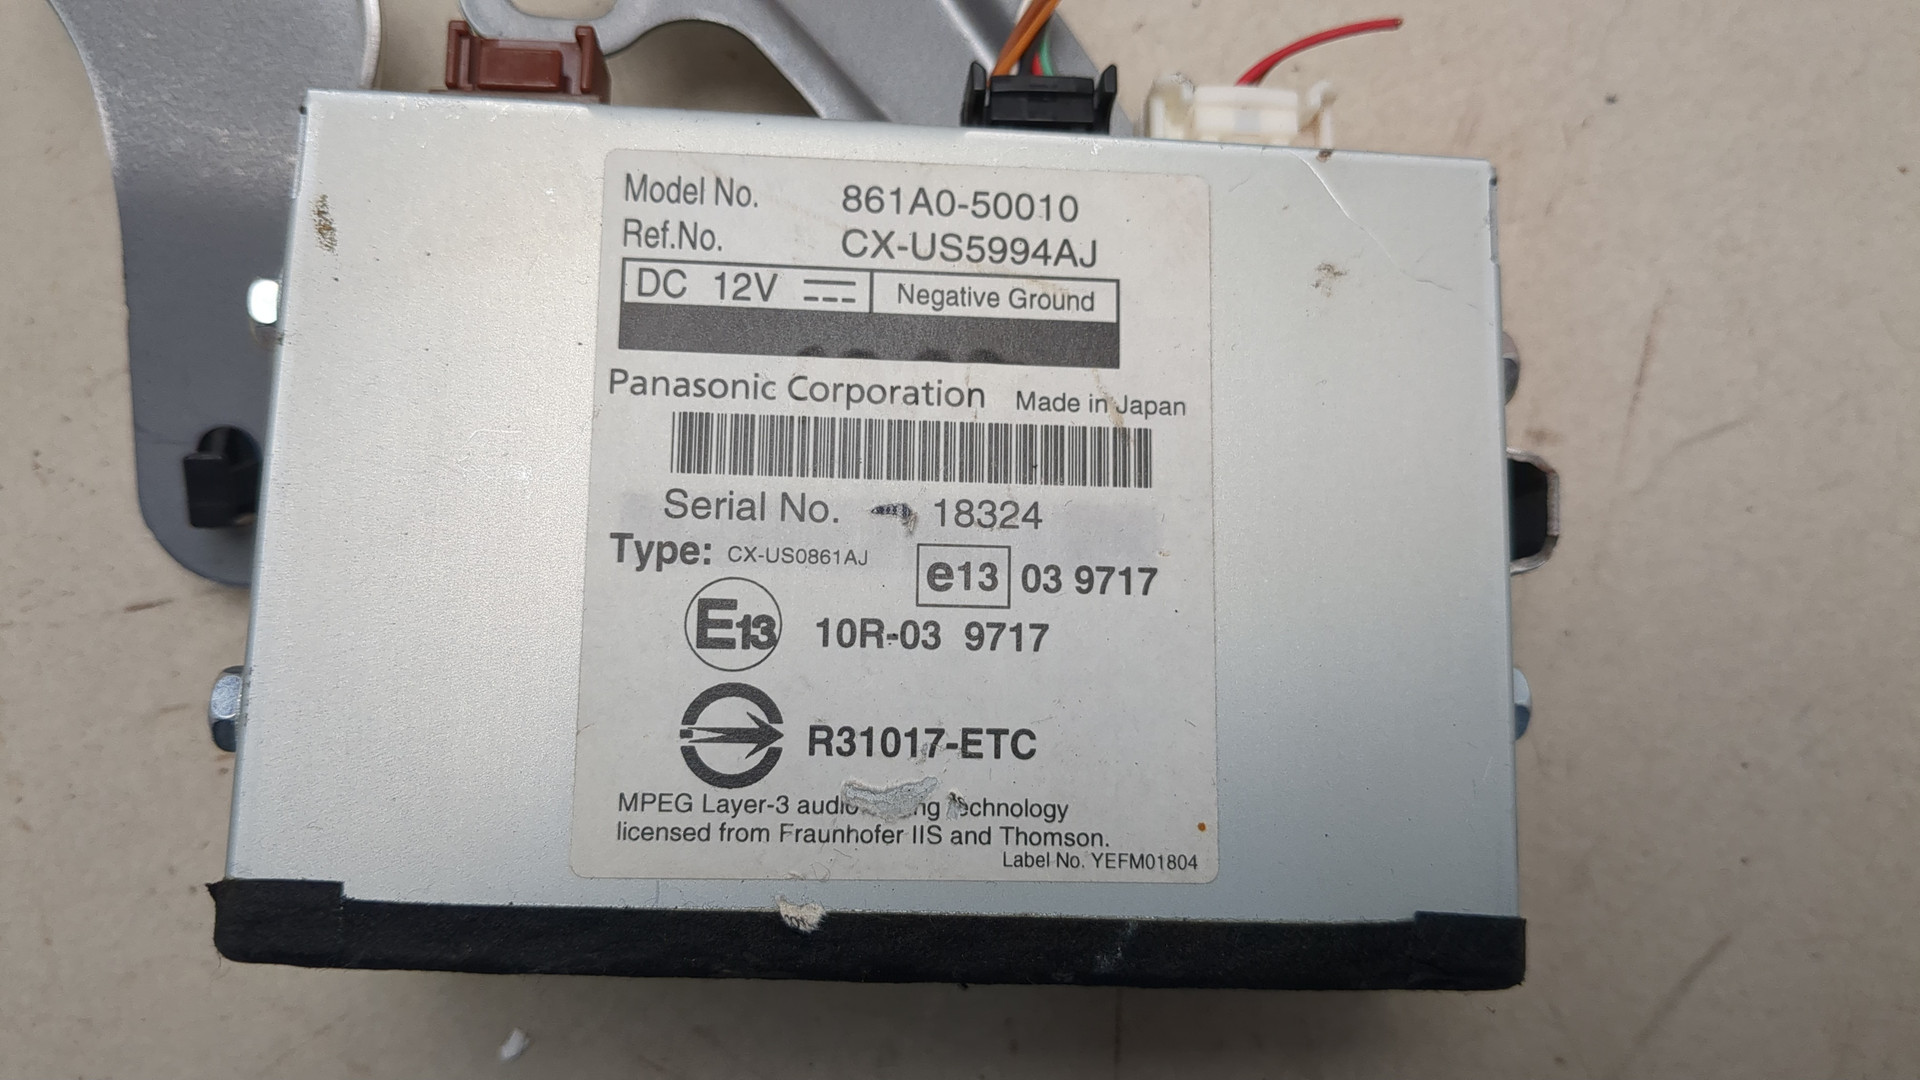 Model No. 861A0-50010
Ref.No. CX-US5994AJ
DC 12V Negative Ground
Panasonic Corporation Made in Japan
Serial No. 18324
Type: CX-US0861AJ e13 03 9717
E13 10R-03 9717
R31017-ETC
MPEG Layer-3 technology
licensed from Fraunhofer IIS and Thomson.
Label No. YEFM01804